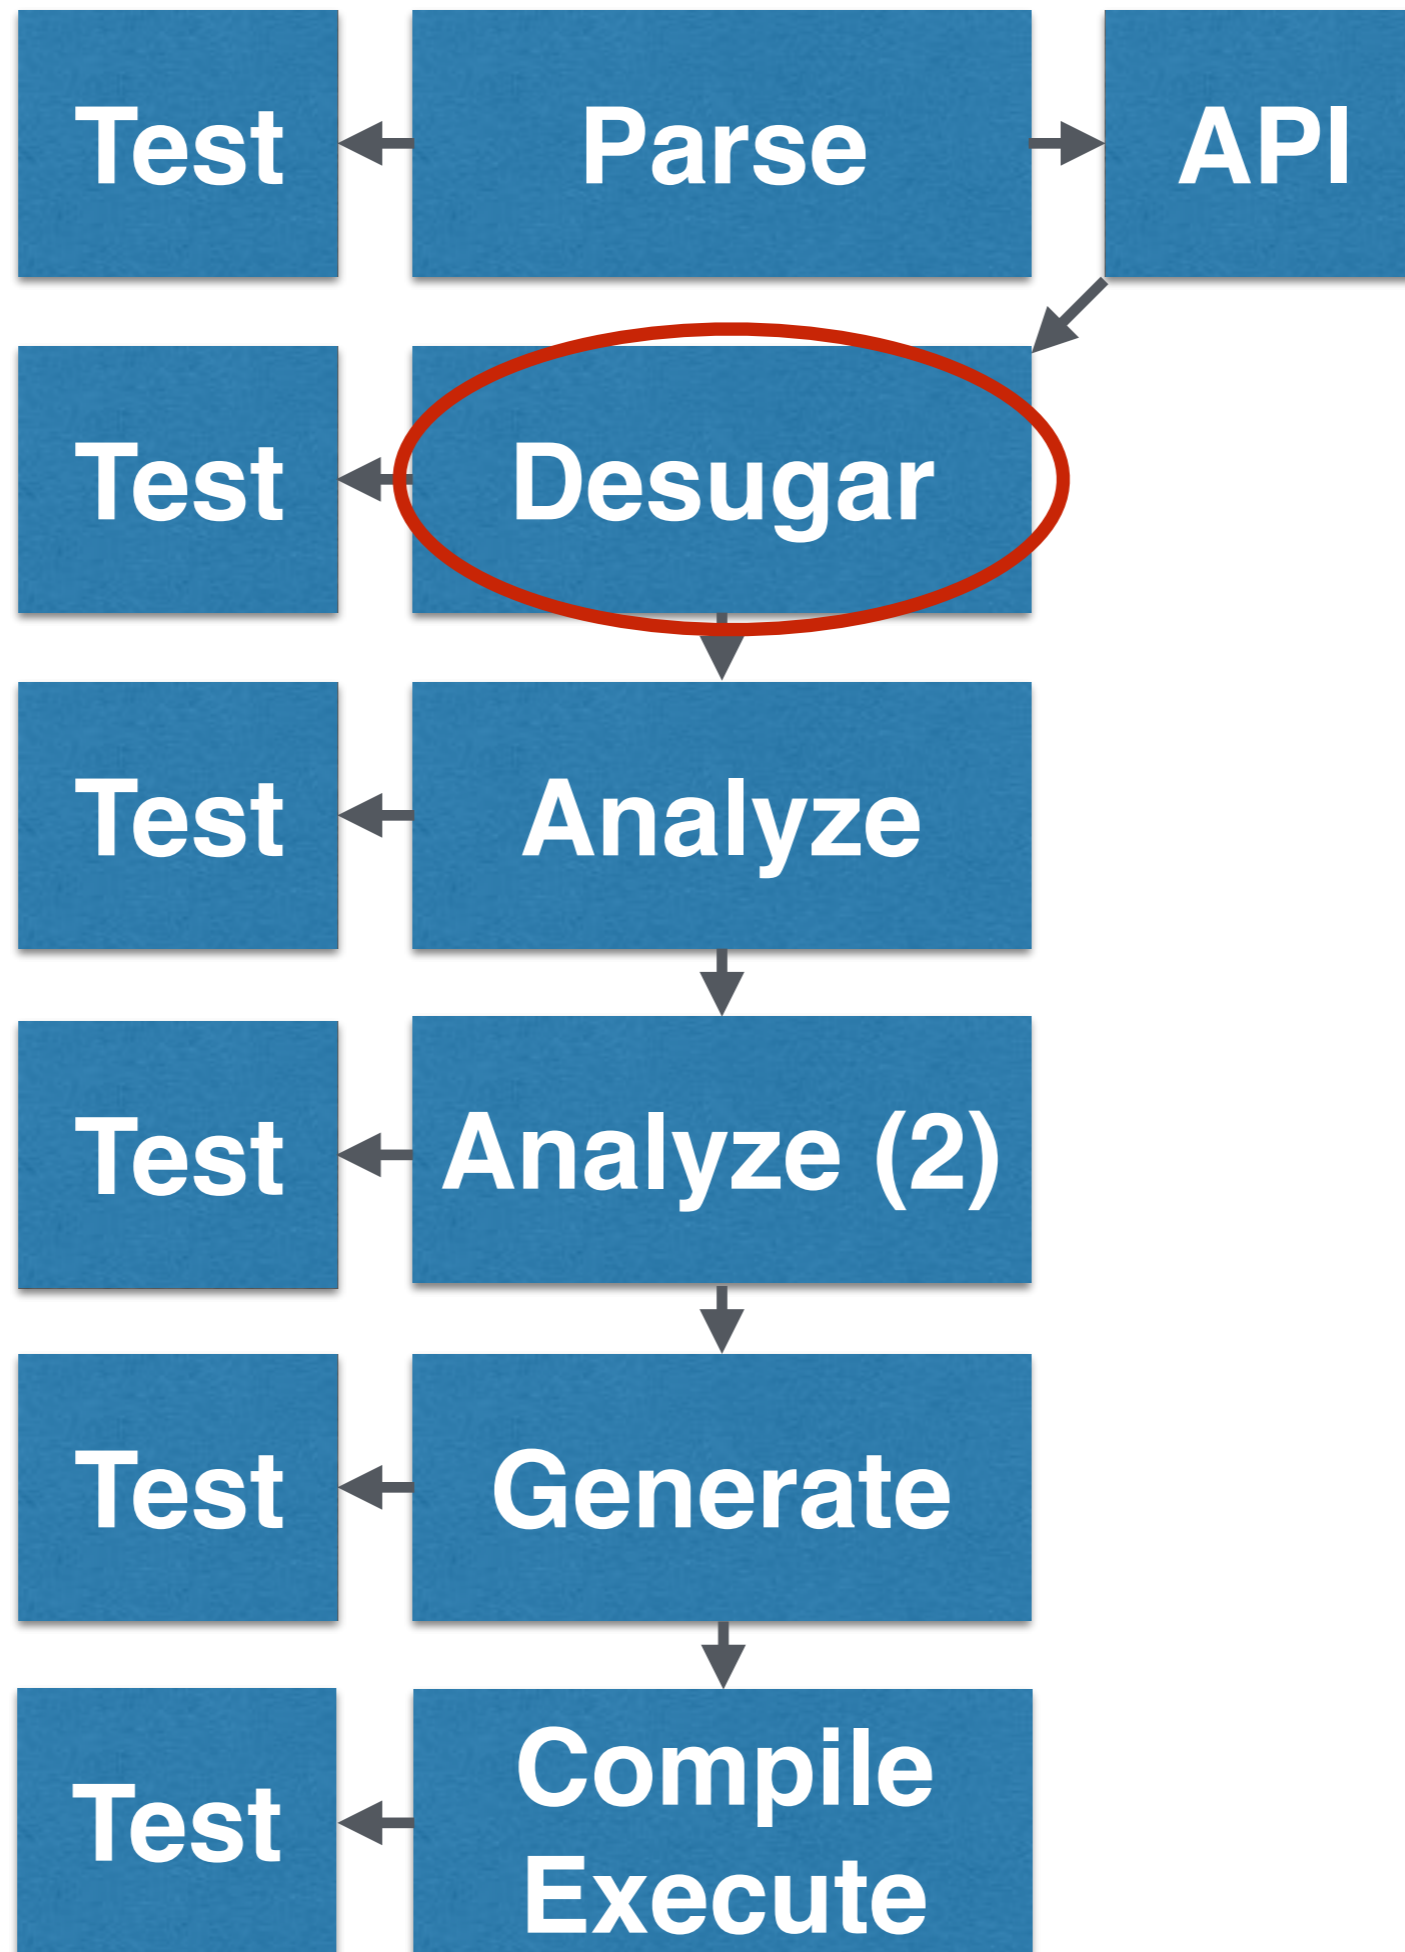 Test
Parse
API
Test
Desugar
Test
Analyze
Test
Analyze (2)
Test
Generate
Test
Compile
Execute